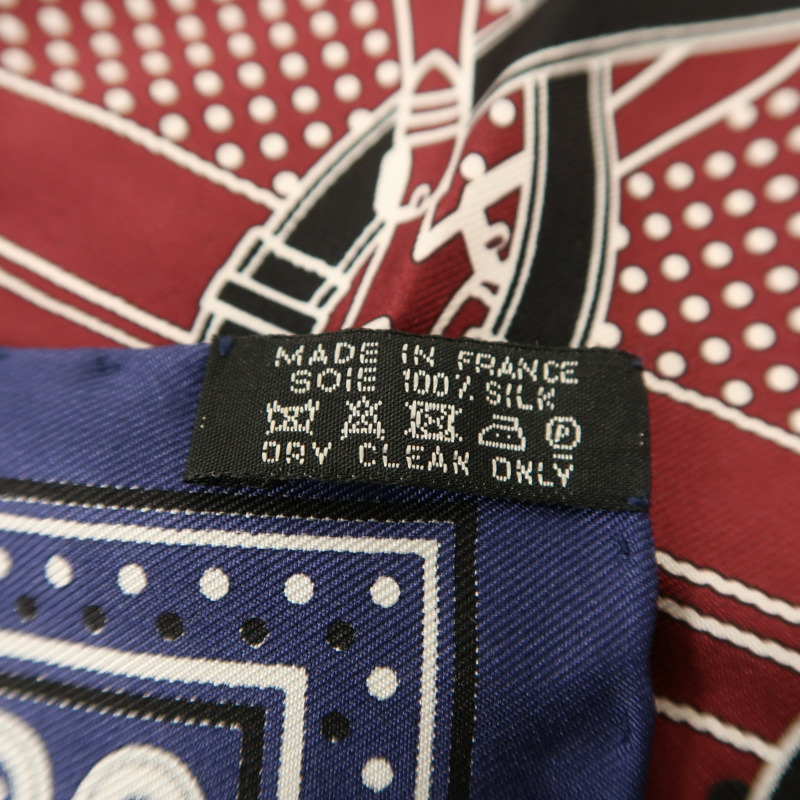 MADE IN FRANCE
SOIE 100% SILK
P
DRY CLEAN ONLY